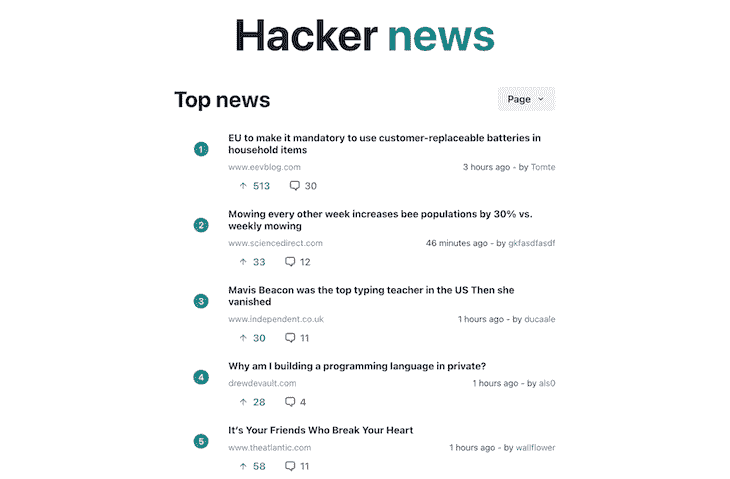 Hacker news
Top news
Page
1
EU to make it mandatory to use customer-replaceable batteries in
household items
www.eevblog.com
3 hours ago - by Tomte
513
30
2
Mowing every other week increases bee populations by 30% vs.
weekly mowing
www.sciencedirect.com
46 minutes ago - by gkfasdfasdf
33
12
3
Mavis Beacon was the top typing teacher in the US Then she
vanished
www.independent.co.uk
1 hours ago - by ducaale
30
11
4
Why am I building a programming language in private?
drewdevault.com
1 hours ago - by als0
28
4
5
It's Your Friends Who Break Your Heart
www.theatlantic.com
1 hours ago - by wallflower
58
11